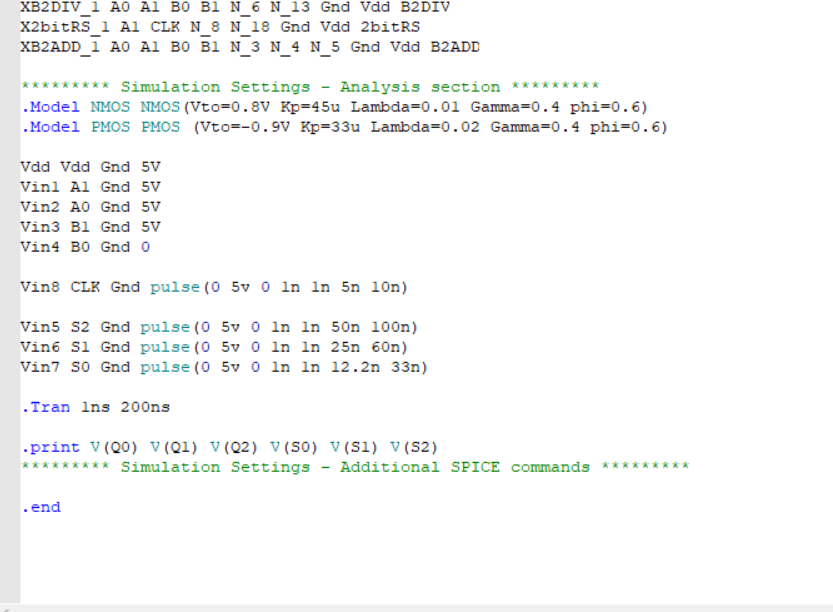 XB2DIV_1 A0 A1 B0 B1 N_6 N_13 Gnd Vdd B2DIV
X2bitRS_1 A1 CLK N_8 N_18 Gnd Vdd 2bitRS
XB2ADD_1 A0 A1 B0 B1 N_3 N_4 N_5 Gnd Vdd B2ADD
********* Simulation Settings - Analysis section *********
.Model NMOS NMOS(Vto=0.8V Kp=45u Lambda=0.01 Gamma=0.4 phi=0.6)
.Model PMOS PMOS (Vto=-0.9V Kp=33u Lambda=0.02 Gamma=0.4 phi=0.6)
Vdd Vdd Gnd 5V
Vin1 A1 Gnd 5V
Vin2 A0 Gnd 5V
Vin3 B1 Gnd 5V
Vin4 B0 Gnd 0
Vin8 CLK Gnd pulse(0 5v 0 1n 1n 5n 10n)
Vin5 S2 Gnd pulse(0 5v 0 1n 1n 50n 100n)
Vin6 S1 Gnd pulse(0 5v 0 1n 1n 25n 60n)
Vin7 S0 Gnd pulse(0 5v 0 1n 1n 12.2n 33n)
.Tran 1ns 200ns
.print V(Q0) V(Q1) V(Q2) V(S0) V(S1) V(S2)
********* Simulation Settings - Additional SPICE commands *********
.end